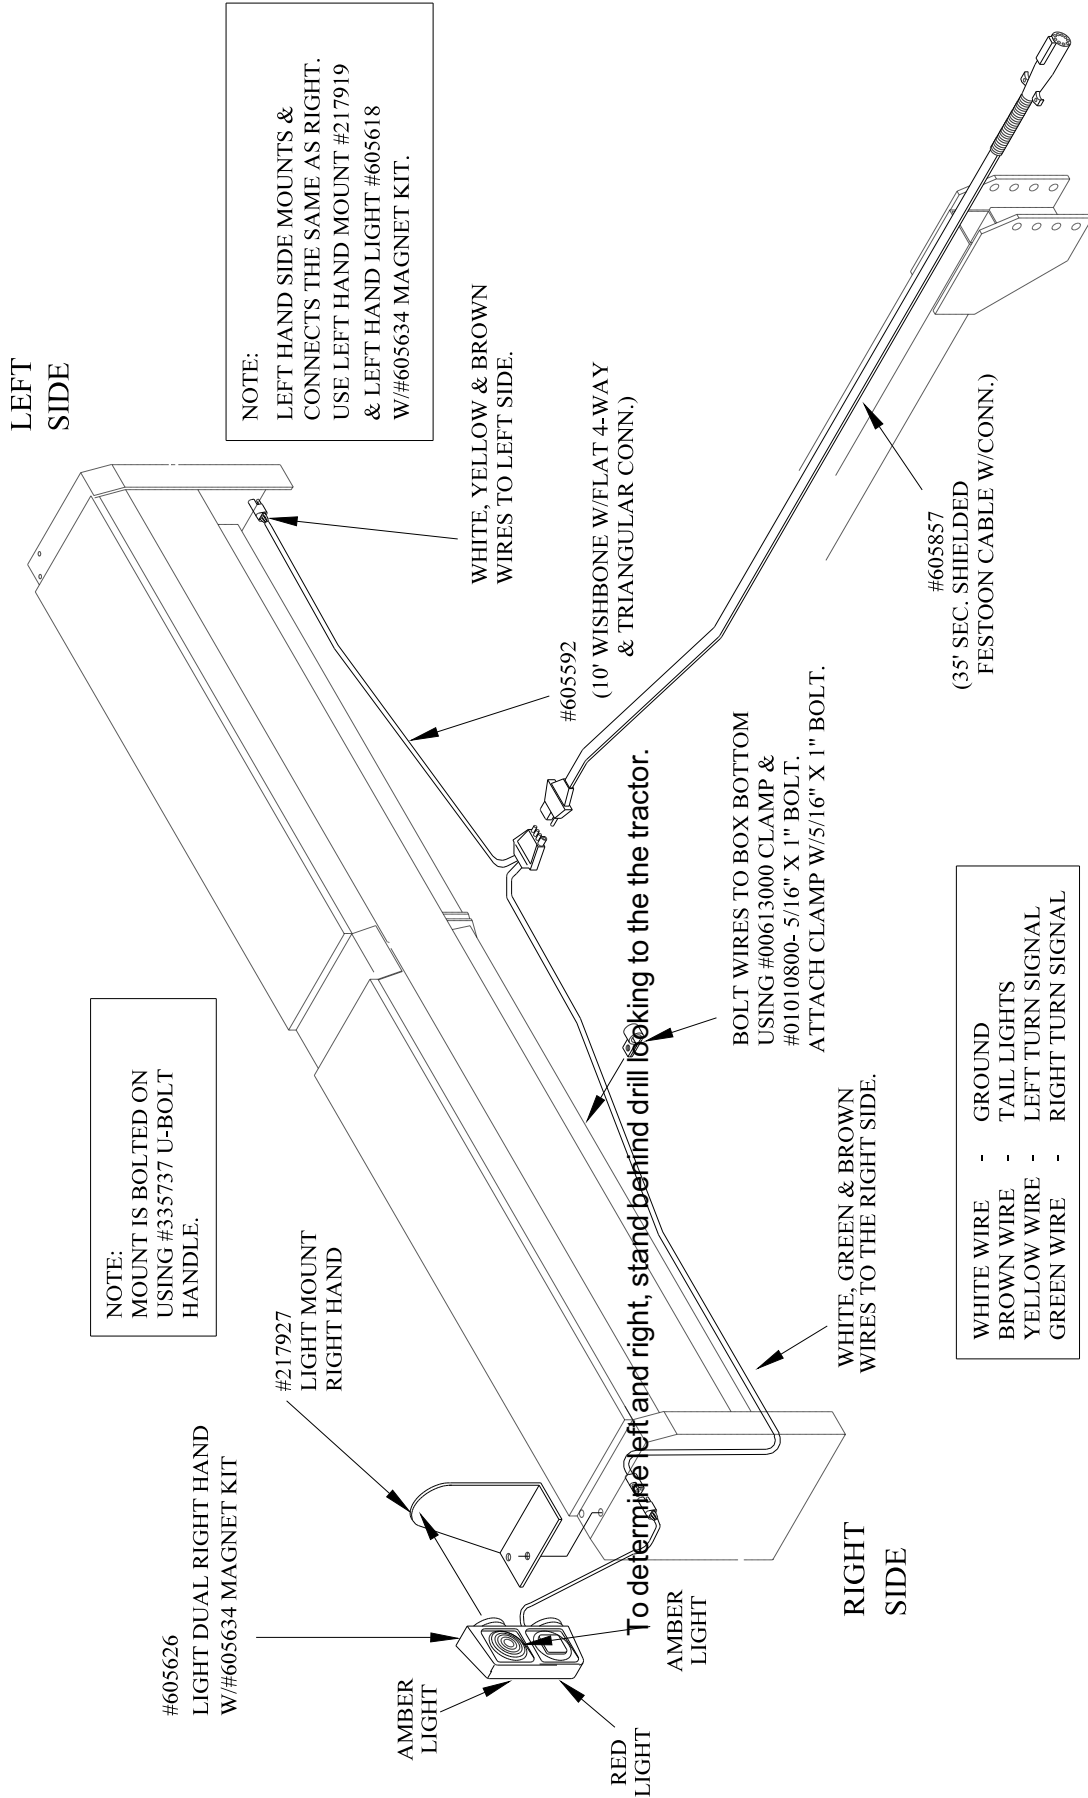 LEFT
SIDE
NOTE:
LEFT HAND SIDE MOUNTS &
CONNECTS THE SAME AS RIGHT.
USE LEFT HAND MOUNT #217919
& LEFT HAND LIGHT #605618
W/#605634 MAGNET KIT.
WHITE, YELLOW & BROWN
WIRES TO LEFT SIDE.
#605592
(10' WISHBONE W/FLAT 4-WAY
& TRIANGULAR CONN.)
#605857
(35' SEC. SHIELDED
FESTOON CABLE W/CONN.)
NOTE:
MOUNT IS BOLTED ON
USING #335737 U-BOLT
HANDLE.
#217927
LIGHT MOUNT
RIGHT HAND
#605626
LIGHT DUAL RIGHT HAND
W/#605634 MAGNET KIT
AMBER
LIGHT
RED
LIGHT
AMBER
LIGHT
To determine left and right, stand behind drill looking to the the tractor.
BOLT WIRES TO BOX BOTTOM
USING #00613000 CLAMP &
#01010800- 5/16" X 1" BOLT.
ATTACH CLAMP W/5/16" X 1" BOLT.
WHITE, GREEN & BROWN
WIRES TO THE RIGHT SIDE.
RIGHT
SIDE
WHITE WIRE - GROUND
BROWN WIRE - TAIL LIGHTS
YELLOW WIRE - LEFT TURN SIGNAL
GREEN WIRE - RIGHT TURN SIGNAL